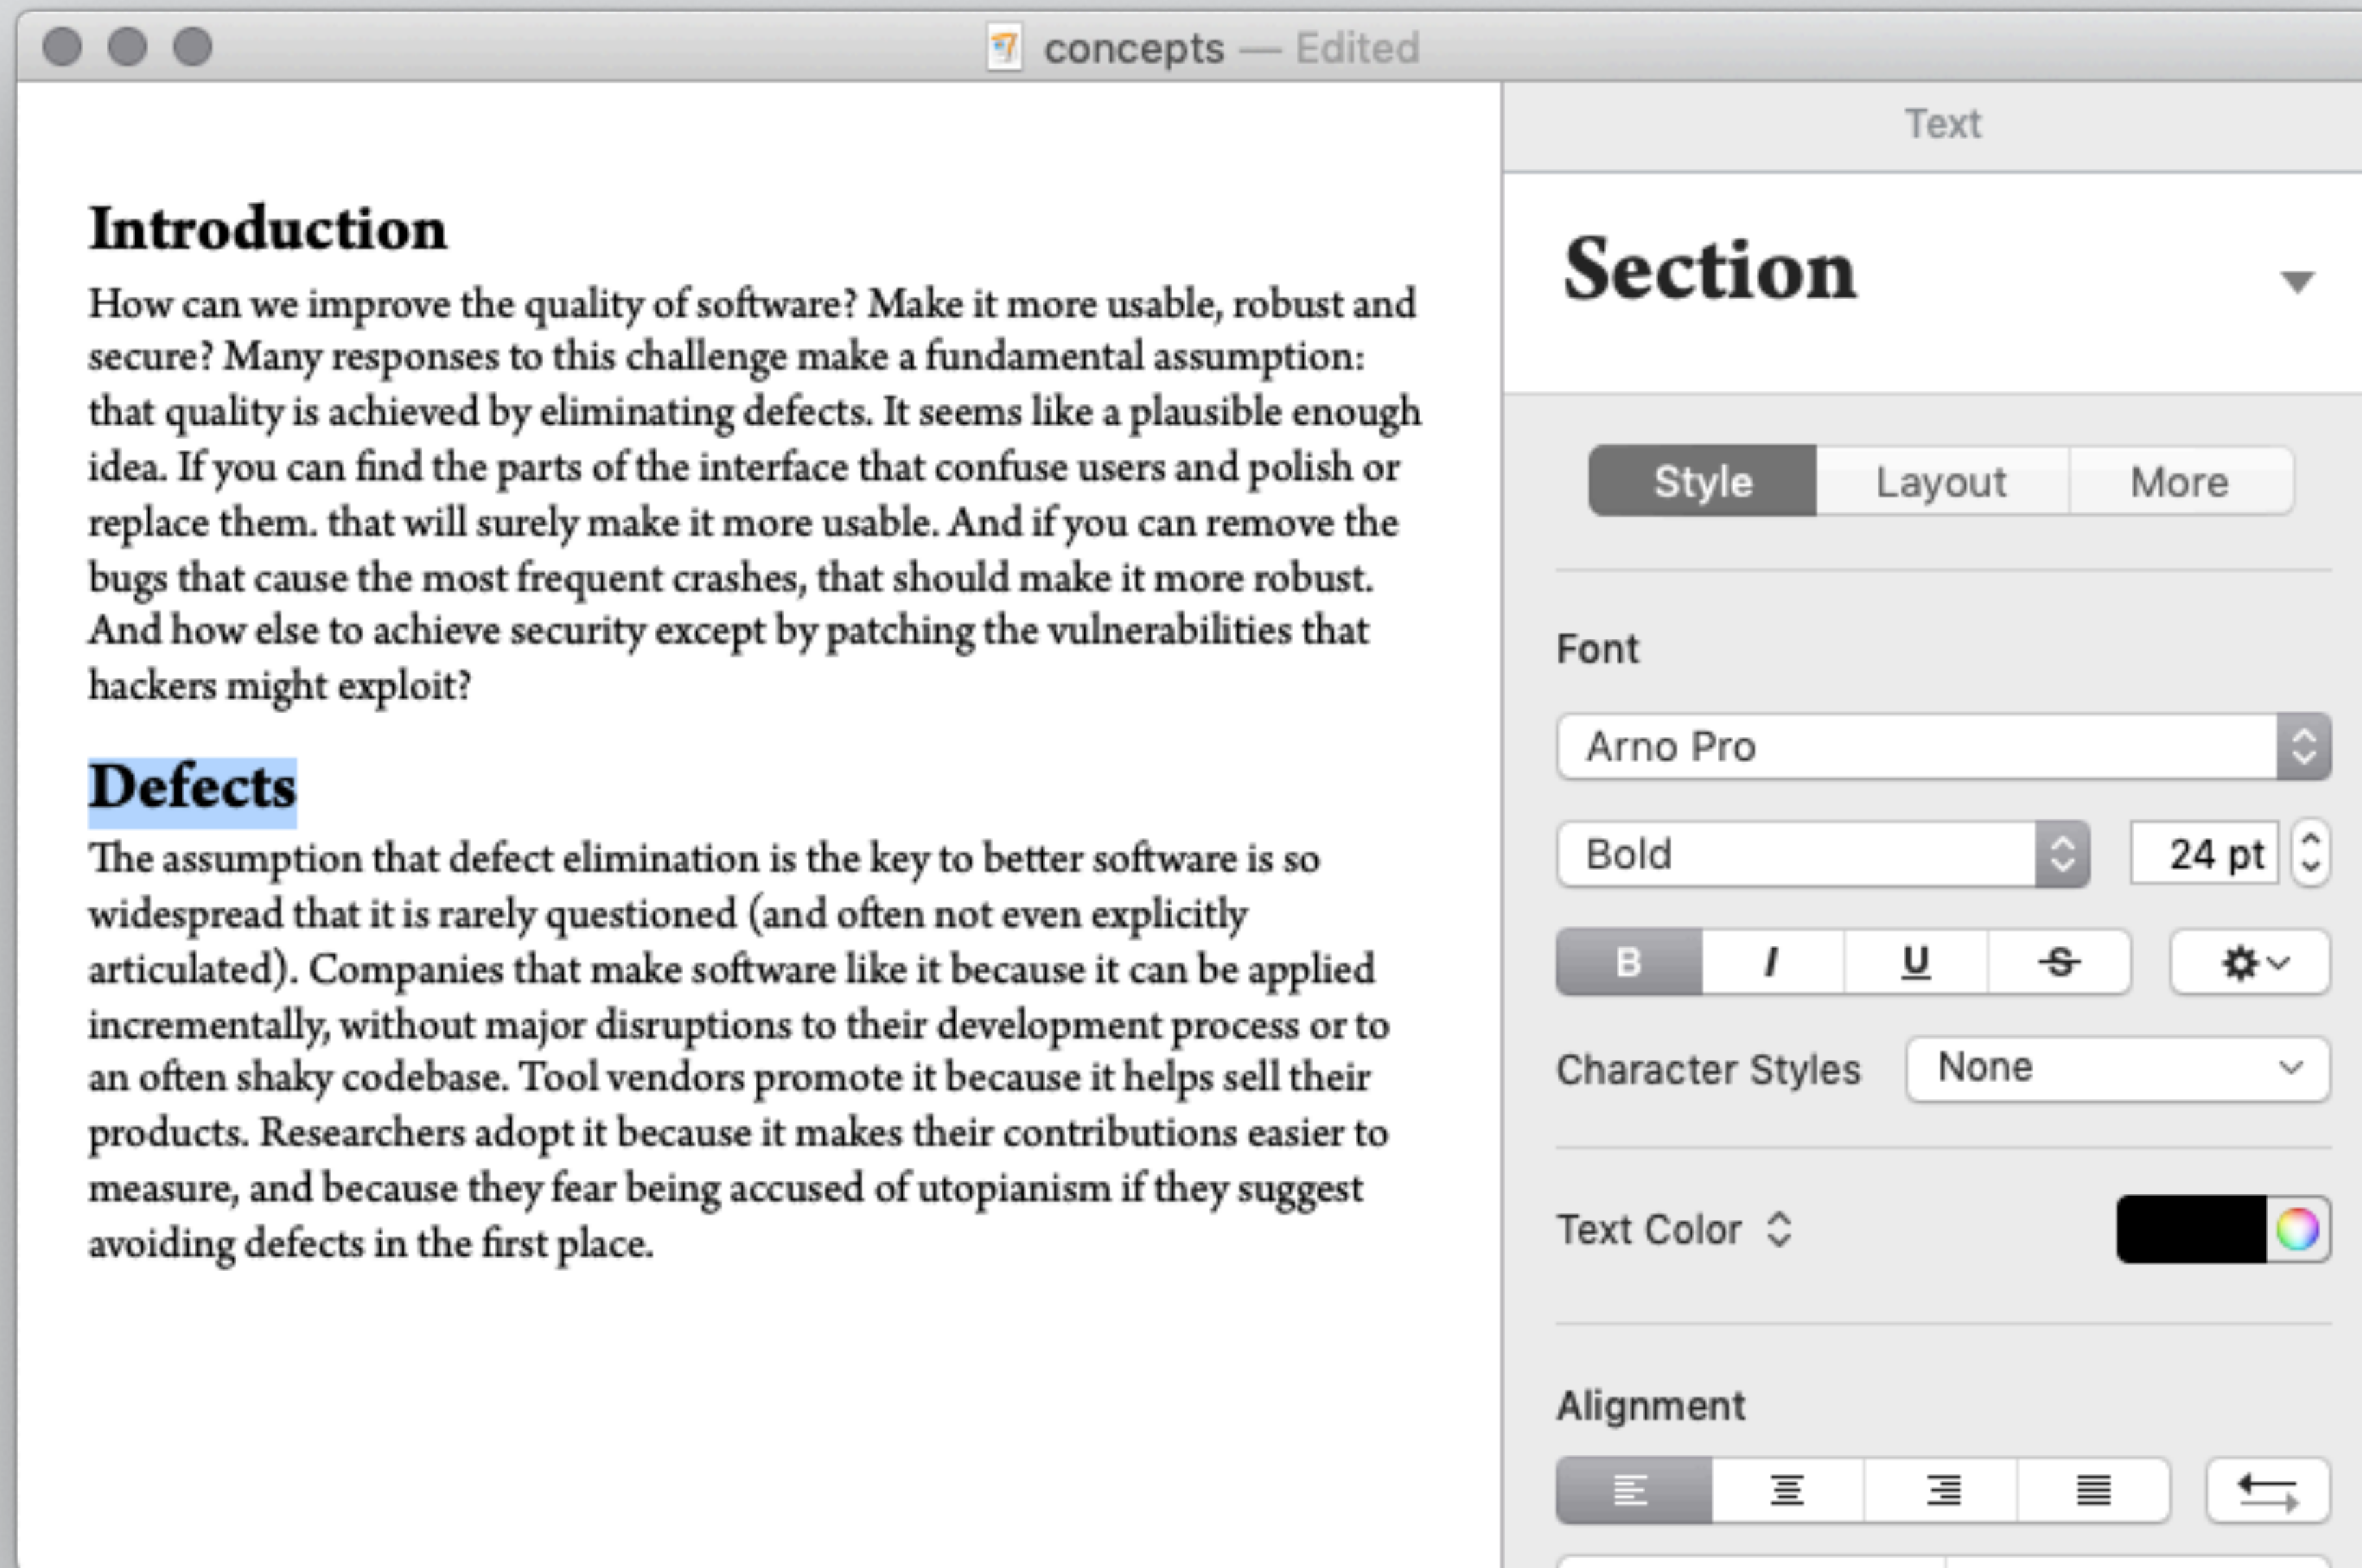 concepts — Edited
Introduction
How can we improve the quality of software? Make it more usable, robust and
secure? Many responses to this challenge make a fundamental assumption:
that quality is achieved by eliminating defects. It seems like a plausible enough
idea. If you can find the parts of the interface that confuse users and polish or
replace them. that will surely make it more usable. And if you can remove the
bugs that cause the most frequent crashes, that should make it more robust.
And how else to achieve security except by patching the vulnerabilities that
hackers might exploit?
Defects
The assumption that defect elimination is the key to better software is so
widespread that it is rarely questioned (and often not even explicitly
articulated). Companies that make software like it because it can be applied
incrementally, without major disruptions to their development process or to
an often shaky codebase. Tool vendors promote it because it helps sell their
products. Researchers adopt it because it makes their contributions easier to
measure, and because they fear being accused of utopianism if they suggest
avoiding defects in the first place.
Text
Section
Style Layout More
Font
Arno Pro
Bold 24 pt
B I U S
Character Styles None
Text Color
Alignment